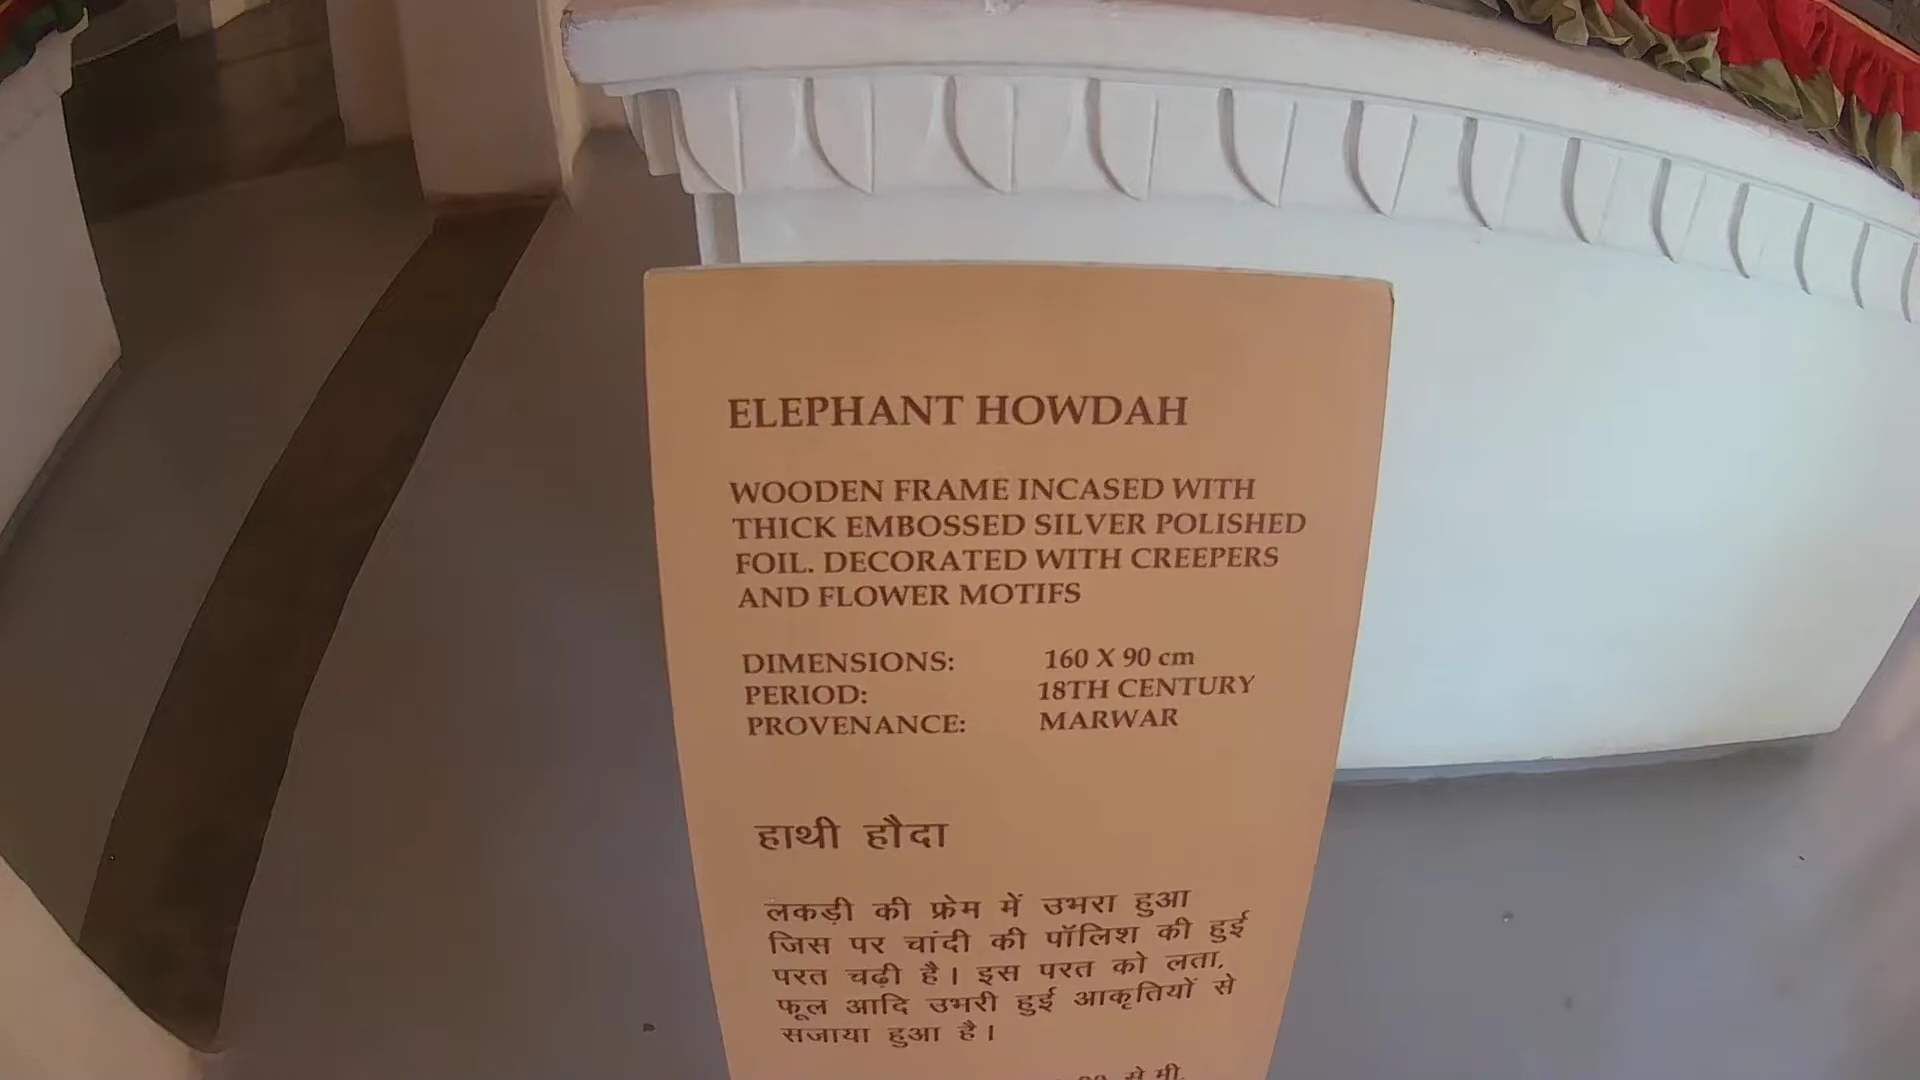 ELEPHANT HOWDAH
WOODEN FRAME INCASED WITH
THICK EMBOSSED SILVER POLISHED
FOIL. DECORATED WITH CREEPERS
AND FLOWER MOTIFS
DIMENSIONS: 160 X 90 cm
PERIOD: 18TH CENTURY
PROVENANCE: MARWAR
हाथी हौदा
लकड़ी की फ्रेम में उभरा हुआ
जिस पर चांदी की पॉलिश की हुई
परत चढ़ी है। इस परत को लता,
फूल आदि उभरी हुई आकृतियों से
सजाया हुआ है।
से मी.